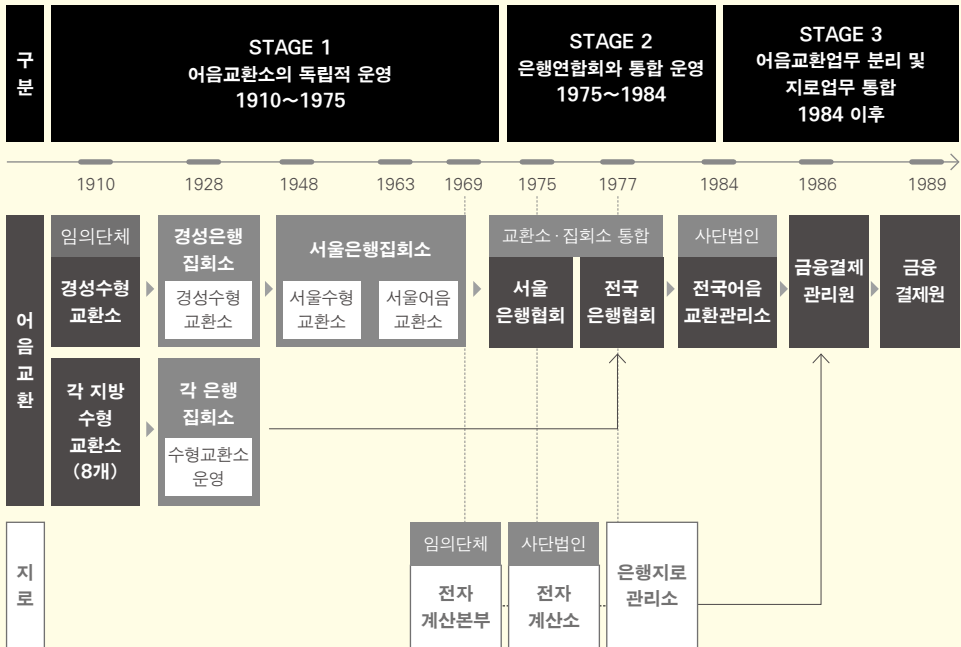 구
분
STAGE 1
어음교환소의 독립적 운영
1910~1975
STAGE 2
은행연합회와 통합 운영
1975~1984
STAGE 3
어음교환업무 분리 및
지로업무 통합
1984 이후
1910
1928
1948
1963
1969
1975
1977
1984
1986
1989
어
음
교
환
임의단체
경성수형
교환소
경성은행
집회소
경성수형
교환소
서울은행집회소
서울수형
교환소
서울어음
교환소
교환소·집회소 통합
서울
은행협회
전국
은행협회
사단법인
전국어음
교환관리소
금융결제
관리원
금융
결제원
각 지방
수형
교환소
(8개)
각 은행
집회소
수형교환소
운영
지
로
임의단체
전자
계산본부
사단법인
전자
계산소
은행지로
관리소